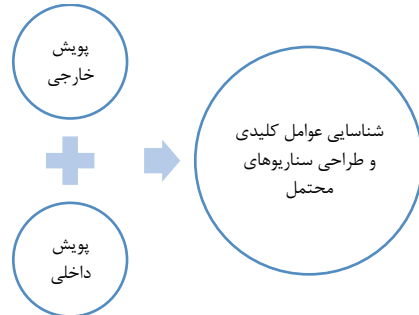 پویش
خارجی
پویش
داخلی
شناسایی عوامل کلیدی
و طراحی سناریوهای
محتمل